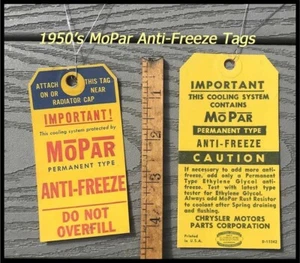 1950's MoPar Anti-Freeze Tags
ATTACH THIS TAG
ON OR NEAR
RADIATOR CAP
IMPORTANT!
This cooling system protected by
MOPAR
PERMANENT TYPE
ANTI-FREEZE
DO NOT
OVERFILL
IMPORTANT
THIS COOLING SYSTEM
CONTAINS
MOPAR
PERMANENT TYPE
ANTI-FREEZE
CAUTION
If necessary to add more anti-
freeze, add only a Permanent
Type Ethylene Glycol anti-
freeze. Test with latest type
tester for Ethylene Glycol.
Always add MoPar Rust Resistor
to coolant after Spring draining
and flushing.
CHRYSLER MOTORS
PARTS CORPORATION
Printed
in U.S.A.